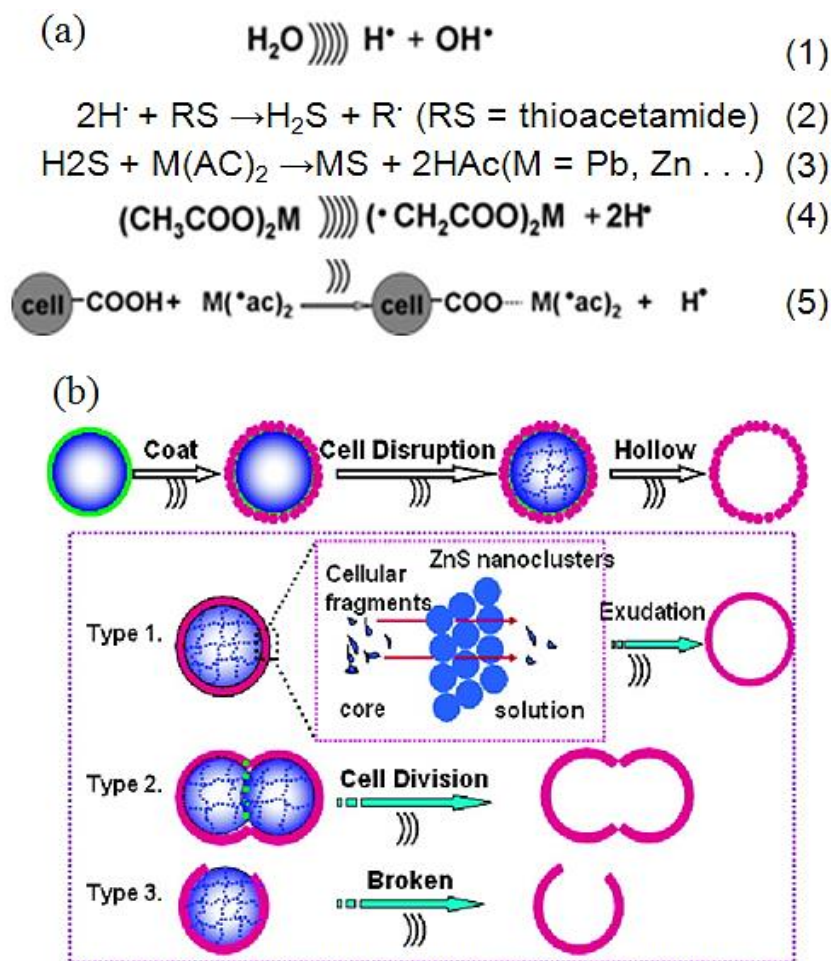 (a)
H₂O ))))) H• + OH• (1)
2H· + RS →H₂S + R· (RS = thioacetamide) (2)
H2S + M(AC)₂ →MS + 2HAc(M = Pb, Zn . . .) (3)
(CH₃COO)₂M ))))) (•CH₂COO)₂M + 2H• (4)
)))
cell -COOH+ M(•ac)₂ → cell -COO···· M(•ac)₂ + H• (5)
(b)
Coat Cell Disruption Hollow
))) ))) )))
ZnS nanoclusters
Cellular
fragments
Exudation
Type 1.
)))
core solution
Type 2. Cell Division
)))
Type 3. Broken
)))